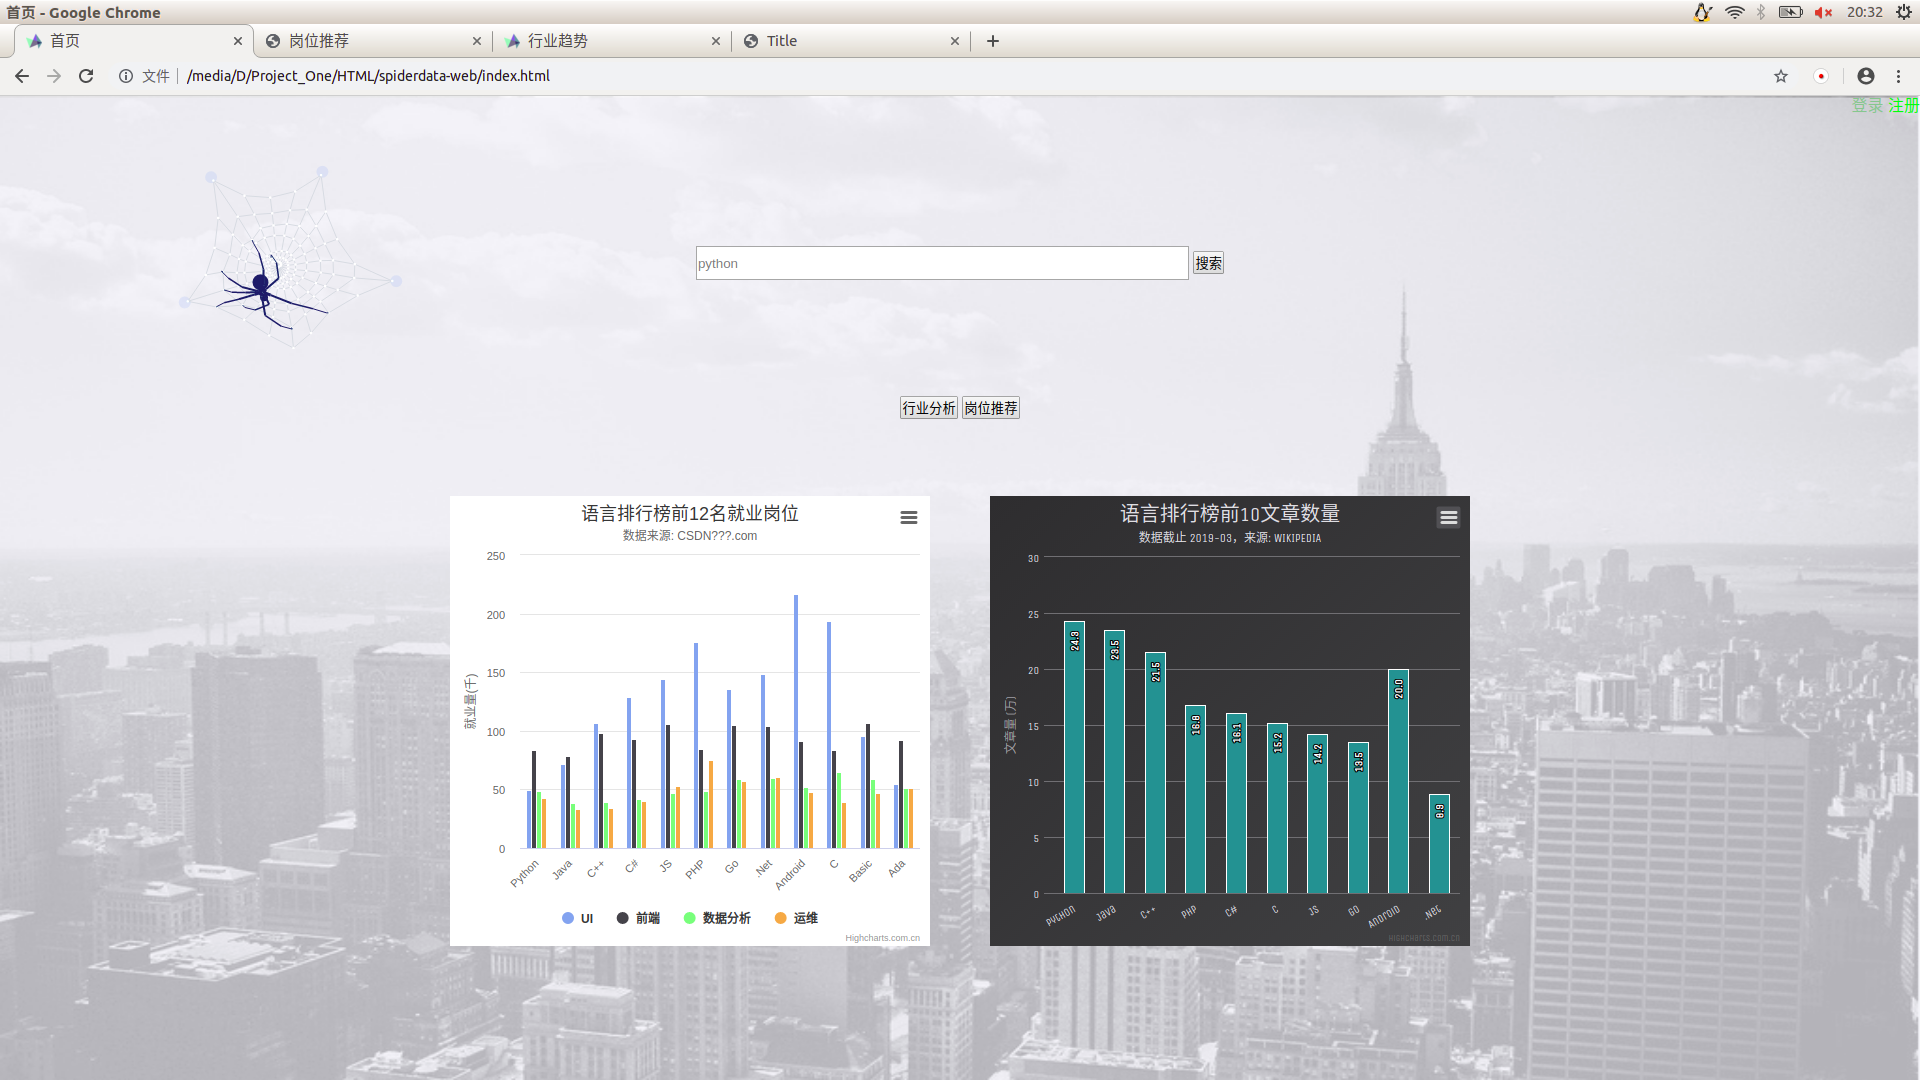 首页 - Google Chrome
20:32
首页
岗位推荐
行业趋势
Title
文件
/media/D/Project_One/HTML/spiderdata-web/index.html
登录 注册
python
搜索
行业分析
岗位推荐
语言排行榜前12名就业岗位
数据来源: CSDN???.com
就业量(千)
250
200
150
100
50
0
Python
Java
C++
C#
JS
PHP
Go
.Net
Android
C
Basic
Ada
UI
前端
数据分析
运维
Highcharts.com.cn
语言排行榜前10文章数量
数据截止 2019-03，来源: WIKIPEDIA
文章量 (万)
30
25
20
15
10
5
0
24.3
23.5
21.5
16.8
16.1
15.2
14.2
13.5
20.0
8.9
Python
Java
C++
PHP
C#
C
JS
GO
Android
.Net
Highcharts.com.cn